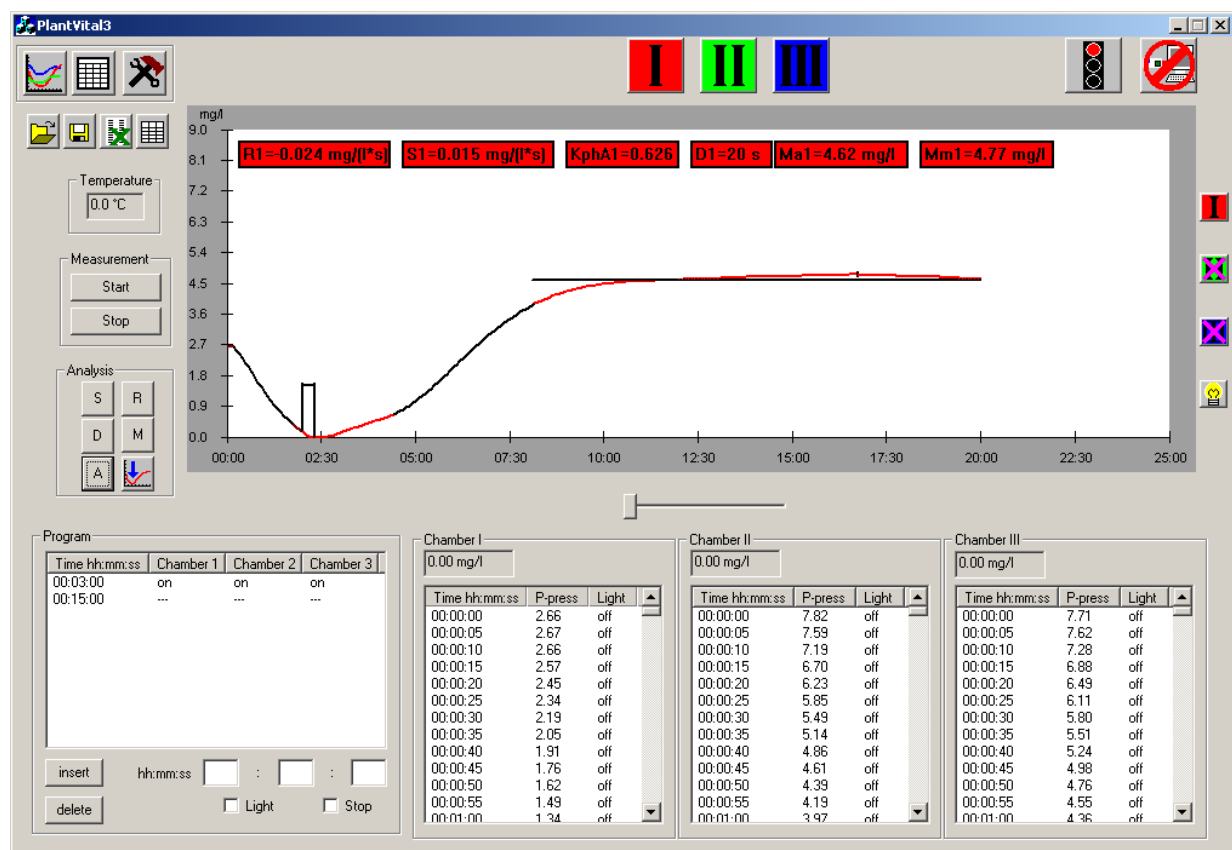 PlantVital3
I II III
mg/l
9.0
8.1
7.2
6.3
5.4
4.5
3.6
2.7
1.8
0.9
0.0
R1=-0.024 mg/(l*s) S1=0.015 mg/(l*s) KphA1=0.626 D1=20 s Ma1=4.62 mg/l Mm1=4.77 mg/l
00:00 02:30 05:00 07:30 10:00 12:30 15:00 17:30 20:00 22:30 25:00
Temperature
0.0 °C
Measurement
Start
Stop
Analysis
S R
D M
A
I
Program
Time hh:mm:ss Chamber 1 Chamber 2 Chamber 3
00:03:00 on on on
00:15:00 --- --- ---
insert hh:mm:ss : :
delete Light Stop
Chamber I
0.00 mg/l
Time hh:mm:ss P-press Light
00:00:00 2.66 off
00:00:05 2.67 off
00:00:10 2.66 off
00:00:15 2.57 off
00:00:20 2.45 off
00:00:25 2.34 off
00:00:30 2.19 off
00:00:35 2.05 off
00:00:40 1.91 off
00:00:45 1.76 off
00:00:50 1.62 off
00:00:55 1.49 off
00:01:00 1.34 off
Chamber II
0.00 mg/l
Time hh:mm:ss P-press Light
00:00:00 7.82 off
00:00:05 7.59 off
00:00:10 7.19 off
00:00:15 6.70 off
00:00:20 6.23 off
00:00:25 5.85 off
00:00:30 5.49 off
00:00:35 5.14 off
00:00:40 4.86 off
00:00:45 4.61 off
00:00:50 4.39 off
00:00:55 4.19 off
00:01:00 3.97 off
Chamber III
0.00 mg/l
Time hh:mm:ss P-press Light
00:00:00 7.71 off
00:00:05 7.62 off
00:00:10 7.28 off
00:00:15 6.88 off
00:00:20 6.49 off
00:00:25 6.11 off
00:00:30 5.80 off
00:00:35 5.51 off
00:00:40 5.24 off
00:00:45 4.98 off
00:00:50 4.76 off
00:00:55 4.55 off
00:01:00 4.36 off